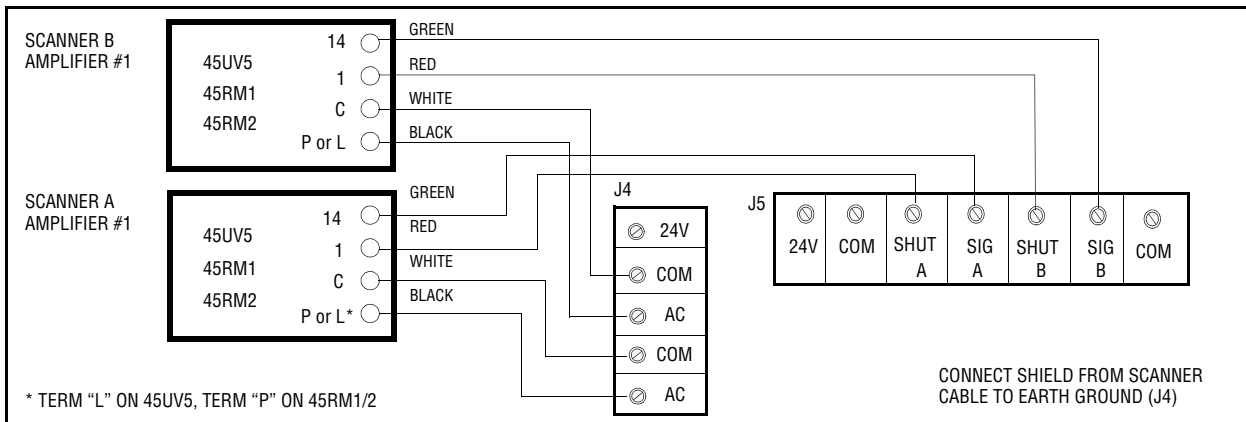 SCANNER B
AMPLIFIER #1
45UV5
45RM1
45RM2
14
1
C
P or L
GREEN
RED
WHITE
BLACK
SCANNER A
AMPLIFIER #1
45UV5
45RM1
45RM2
14
1
C
P or L*
GREEN
RED
WHITE
BLACK
J4
24V
COM
AC
COM
AC
J5
24V
COM
SHUT
A
SIG
A
SHUT
B
SIG
B
COM
* TERM “L” ON 45UV5, TERM “P” ON 45RM1/2
CONNECT SHIELD FROM SCANNER
CABLE TO EARTH GROUND (J4)